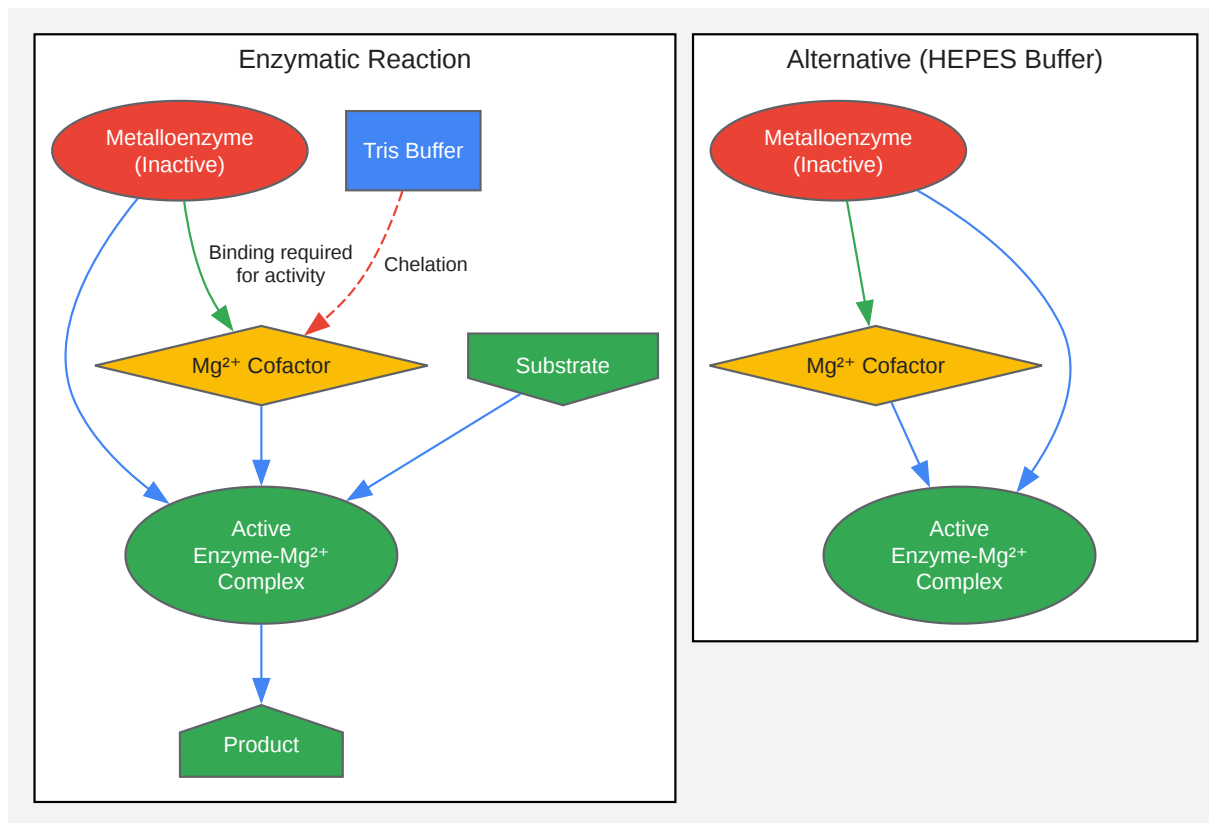 Enzymatic Reaction
Metalloenzyme
(Inactive)
Tris Buffer
Binding required
for activity
Chelation
Mg²⁺ Cofactor
Substrate
Active
Enzyme-Mg²⁺
Complex
Product
Alternative (HEPES Buffer)
Metalloenzyme
(Inactive)
Mg²⁺ Cofactor
Active
Enzyme-Mg²⁺
Complex